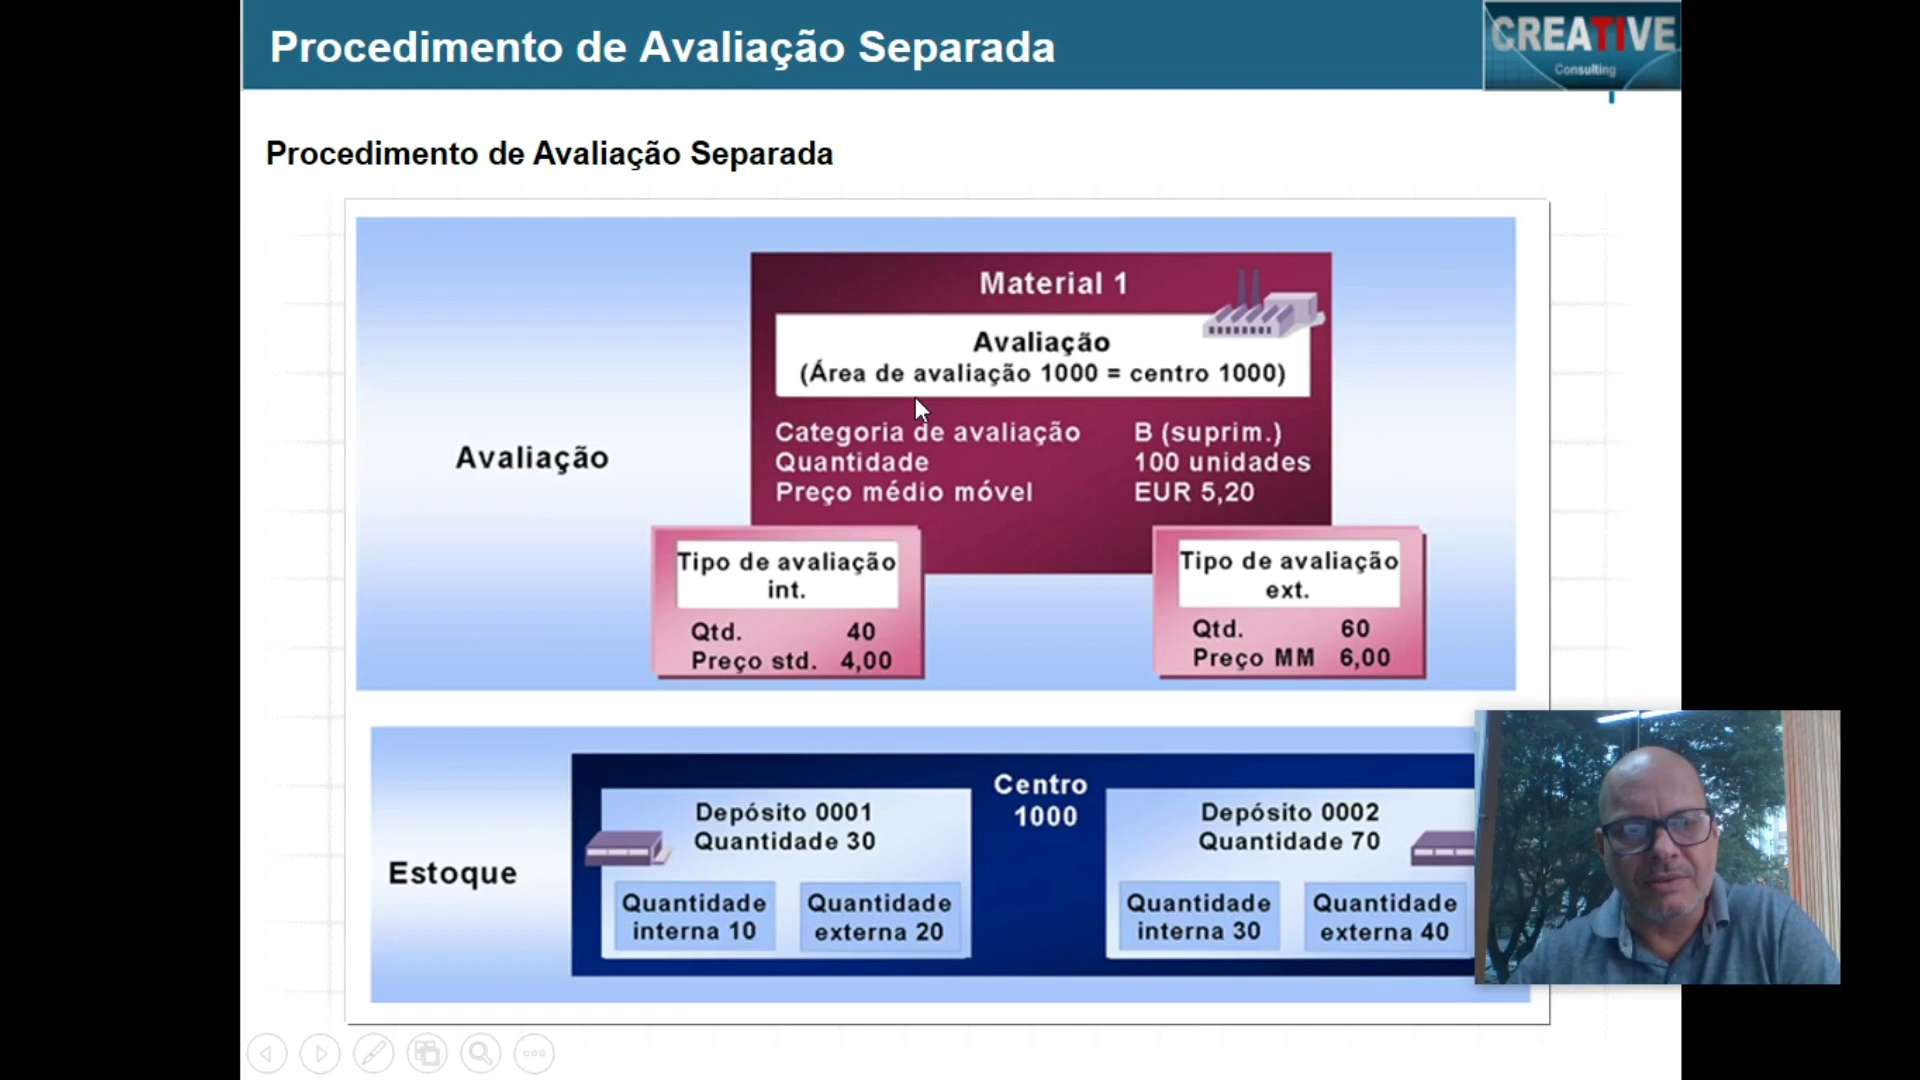 Procedimento de Avaliação Separada
CREATIVE
Consulting
Procedimento de Avaliação Separada
Material 1
Avaliação
(Área de avaliação 1000 = centro 1000)
Avaliação
Categoria de avaliação B (suprim.)
Quantidade 100 unidades
Preço médio móvel EUR 5,20
Tipo de avaliação
int.
Qtd. 40
Preço std. 4,00
Tipo de avaliação
ext.
Qtd. 60
Preço MM 6,00
Estoque
Centro
1000
Depósito 0001
Quantidade 30
Quantidade
interna 10
Quantidade
externa 20
Depósito 0002
Quantidade 70
Quantidade
interna 30
Quantidade
externa 40